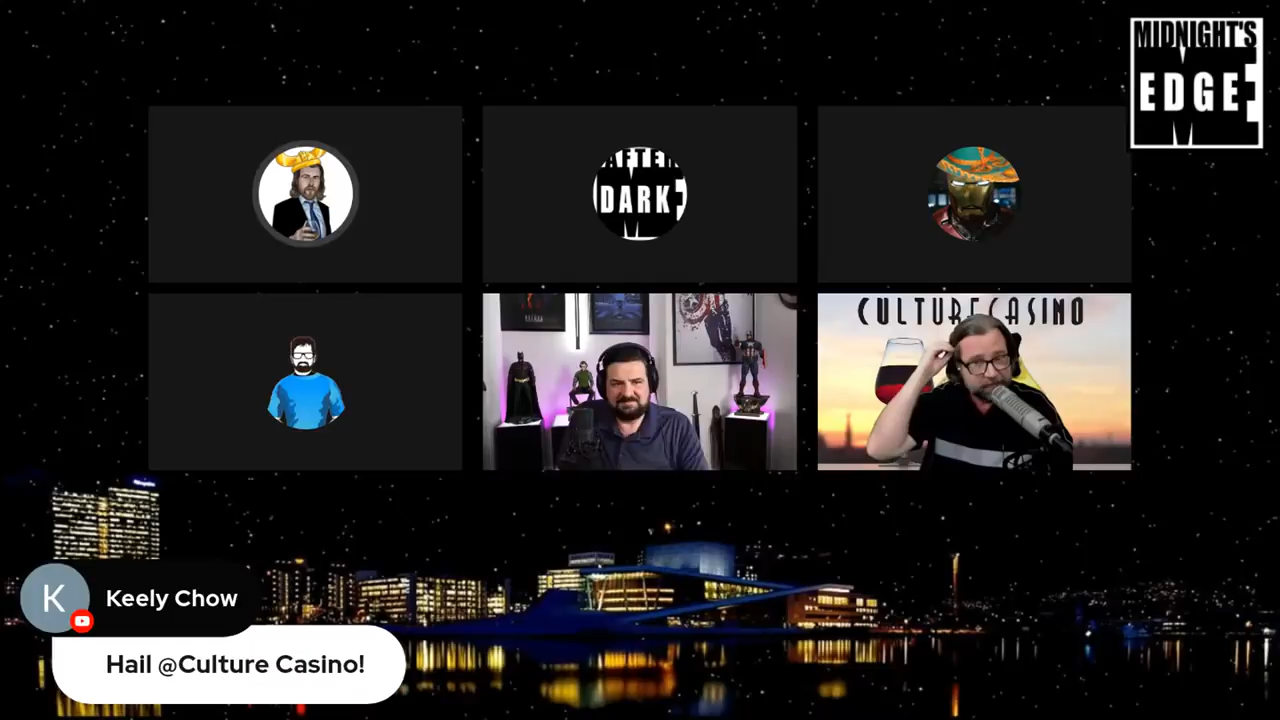 MIDNIGHT'S
EDGE
AFTER
DARK
CULTURE CASINO
K
Keely Chow
Hail @Culture Casino!